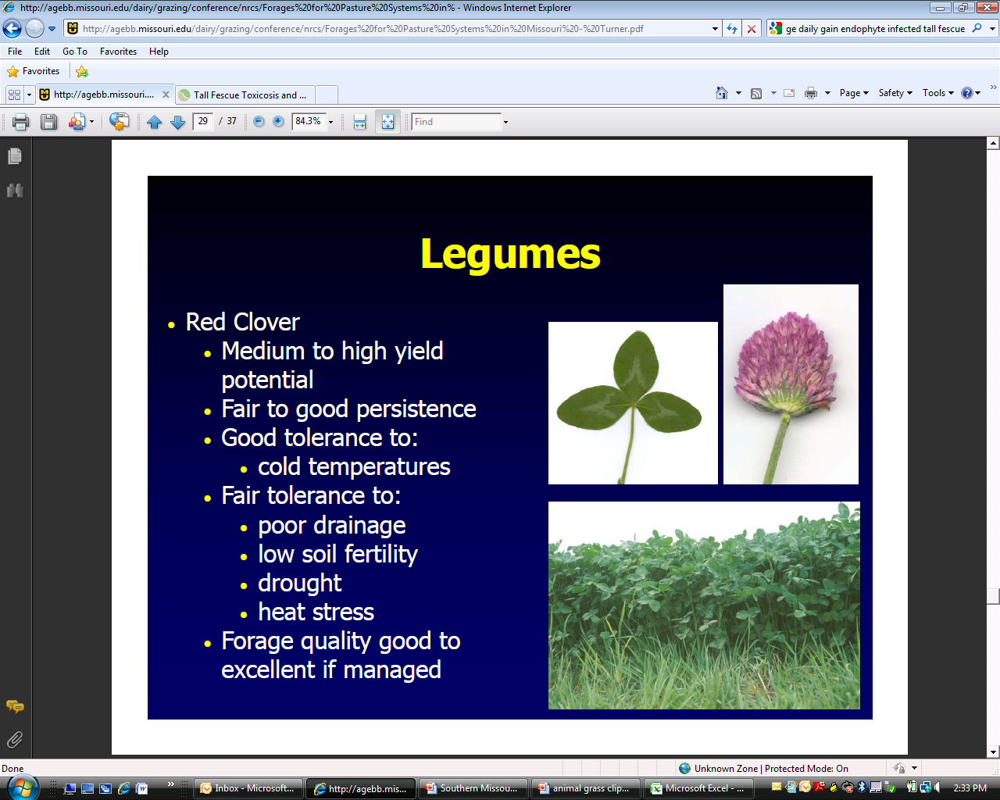 http://agebb.missouri.edu/dairy/grazing/conference/nrcs/Forages%20for%20Pasture%20Systems%20in% - Windows Internet Explorer
http://agebb.missouri.edu/dairy/grazing/conference/nrcs/Forages%20for%20Pasture%20Systems%20in%20Missouri%20-%20Turner.pdf
ge daily gain endophyte infected tall fescue
File Edit Go To Favorites Help
Favorites
http://agebb.missouri.... Tall Fescue Toxicosis and ... Page Safety Tools
29 / 37 84.3% Find
Legumes
• Red Clover
• Medium to high yield
potential
• Fair to good persistence
• Good tolerance to:
• cold temperatures
• Fair tolerance to:
• poor drainage
• low soil fertility
• drought
• heat stress
• Forage quality good to
excellent if managed
Done Unknown Zone | Protected Mode: On
Inbox - Microsoft... http://agebb.mis... Southern Missou... animal grass clip... Microsoft Excel - ... 2:33 PM